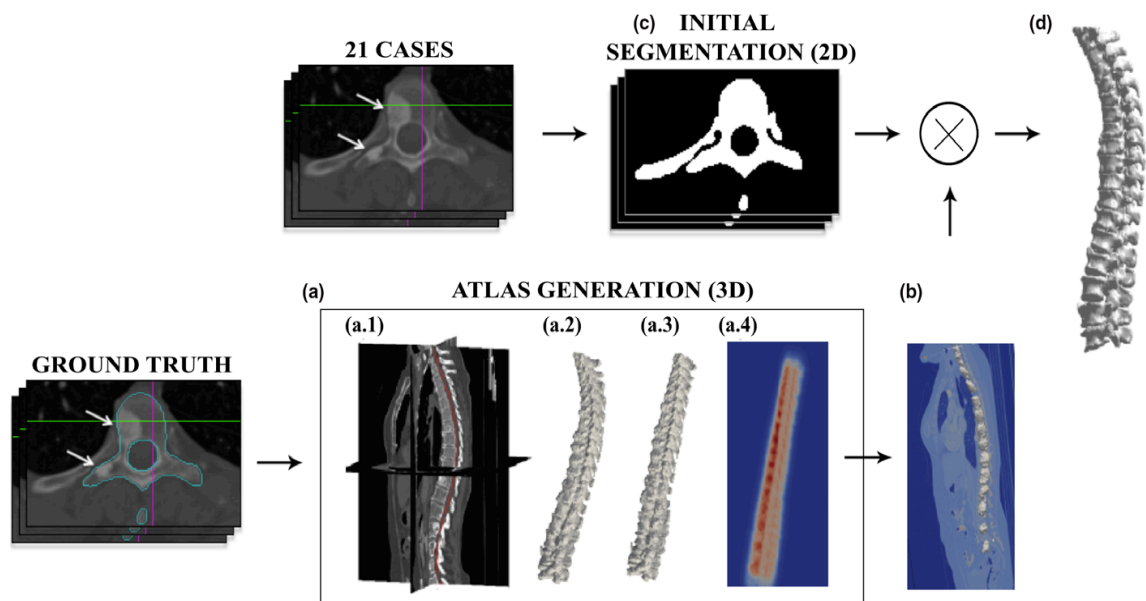 21 CASES
(c) INITIAL
SEGMENTATION (2D)
(d)
(a) ATLAS GENERATION (3D)
(b)
(a.1) (a.2) (a.3) (a.4)
GROUND TRUTH